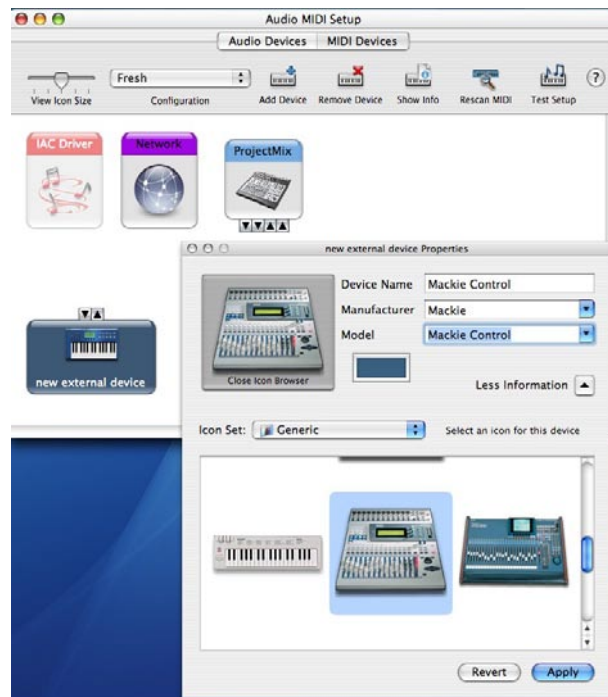 Audio MIDI Setup
Audio Devices MIDI Devices
Fresh
View Icon Size Configuration Add Device Remove Device Show Info Rescan MIDI Test Setup ?
IAC Driver Network ProjectMix
new external device Properties
Device Name Mackie Control
Manufacturer Mackie
Model Mackie Control
Close Icon Browser
Less Information
new external device
Icon Set: Generic Select an icon for this device
Revert Apply